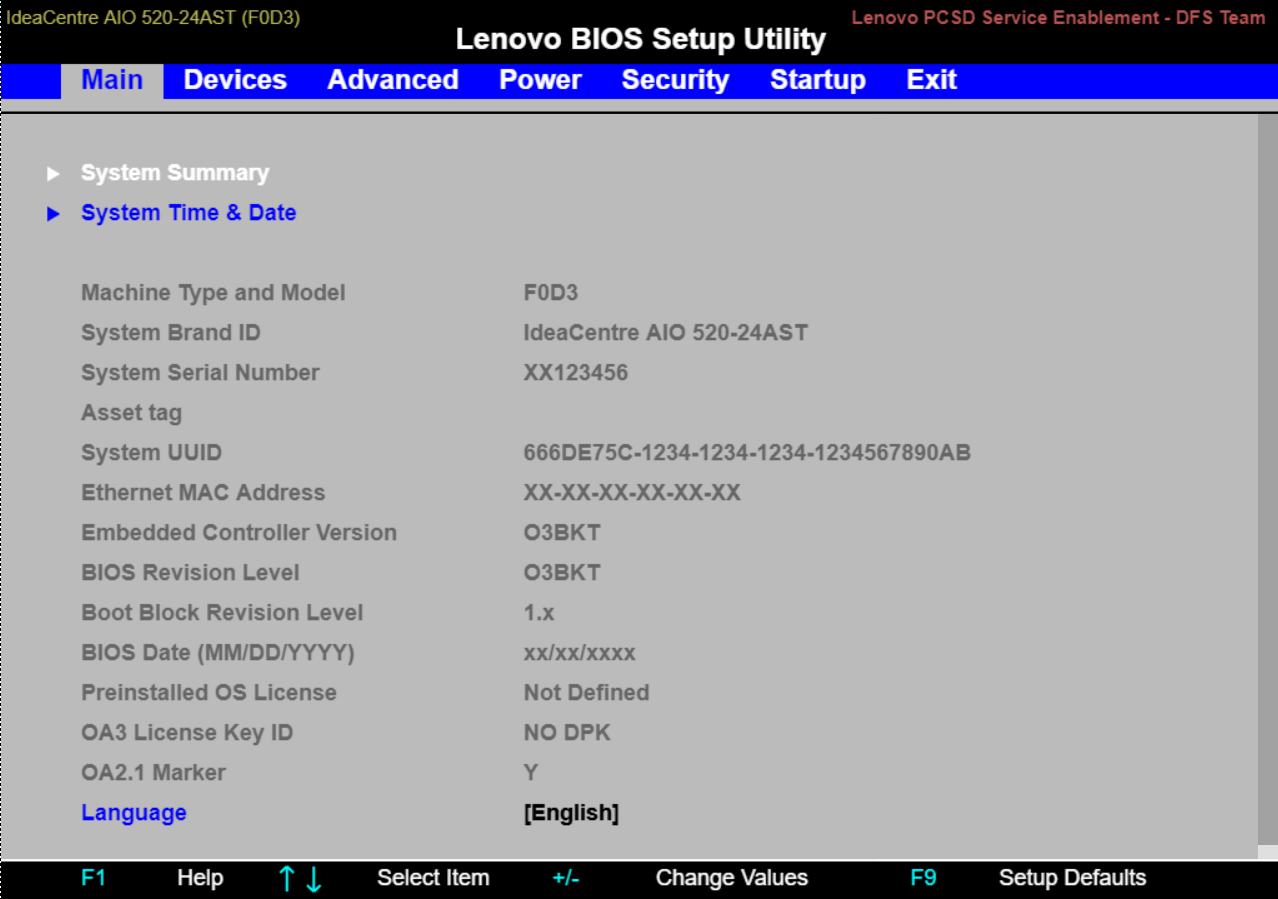 IdeaCentre AIO 520-24AST (F0D3)
Lenovo PCSD Service Enablement - DFS Team
Lenovo BIOS Setup Utility
Main Devices Advanced Power Security Startup Exit
System Summary
System Time & Date
Machine Type and Model F0D3
System Brand ID IdeaCentre AIO 520-24AST
System Serial Number XX123456
Asset tag
System UUID 666DE75C-1234-1234-1234-1234567890AB
Ethernet MAC Address XX-XX-XX-XX-XX-XX
Embedded Controller Version O3BKT
BIOS Revision Level O3BKT
Boot Block Revision Level 1.x
BIOS Date (MM/DD/YYYY) xx/xx/xxxx
Preinstalled OS License Not Defined
OA3 License Key ID NO DPK
OA2.1 Marker Y
Language [English]
F1 Help ↑↓ Select Item +/- Change Values F9 Setup Defaults